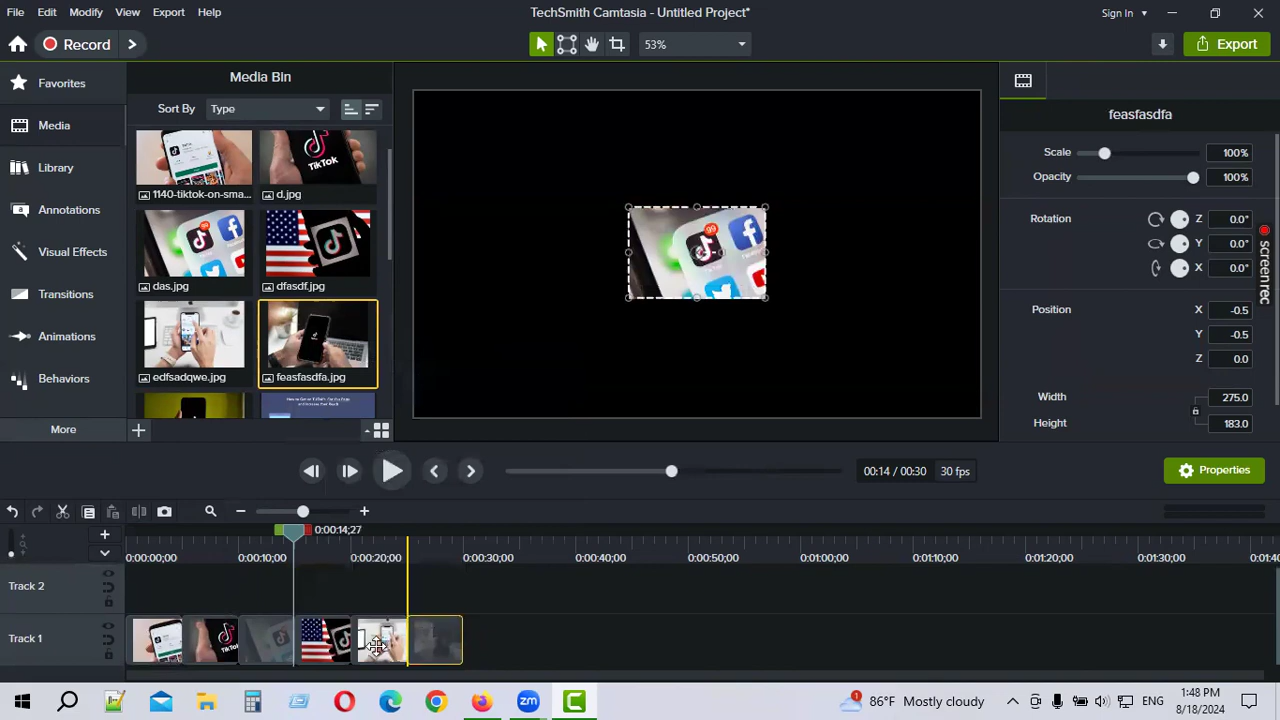 File Edit Modify View Export Help
TechSmith Camtasia - Untitled Project*
Sign In
Record
53%
Export
Favorites
Media
Library
Annotations
Visual Effects
Transitions
Animations
Behaviors
More
Media Bin
Sort By Type
1140-tiktok-on-sma...
d.jpg
TikTok
das.jpg
dfasdf.jpg
edfsadqwe.jpg
feasfasdfa.jpg
99
feasfasdfa
Scale 100%
Opacity 100%
Rotation Z 0.0°
Y 0.0°
X 0.0°
Position X -0.5
Y -0.5
Z 0.0
Width 275.0
Height 183.0
screenrec
00:14 / 00:30 30 fps
Properties
0:00:14;27
0:00:00;00 0:00:10;00 0:00:20;00 0:00:30;00 0:00:40;00 0:00:50;00 0:01:00;00 0:01:10;00 0:01:20;00 0:01:30;00 0:01:40
Track 2
Track 1
zm
86°F Mostly cloudy
ENG
1:48 PM
8/18/2024